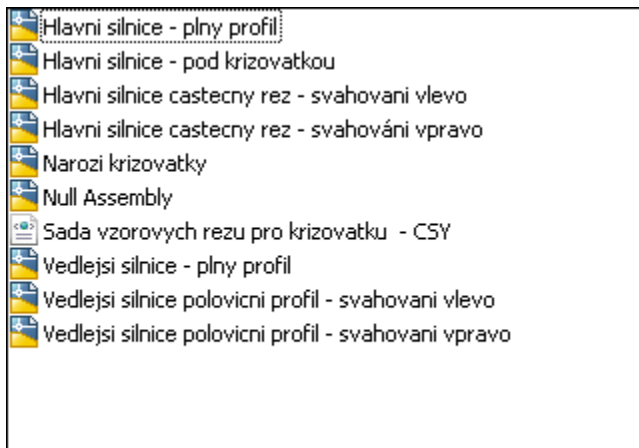 Hlavni silnice - plny profil
Hlavni silnice - pod krizovatkou
Hlavni silnice castecny rez - svahovani vlevo
Hlavni silnice castecny rez - svahováni vpravo
Narozi krizovatky
Null Assembly
Sada vzorovych rezu pro krizovatku - CSY
Vedlejsi silnice - plny profil
Vedlejsi silnice polovicni profil - svahovani vlevo
Vedlejsi silnice polovicni profil - svahovani vpravo